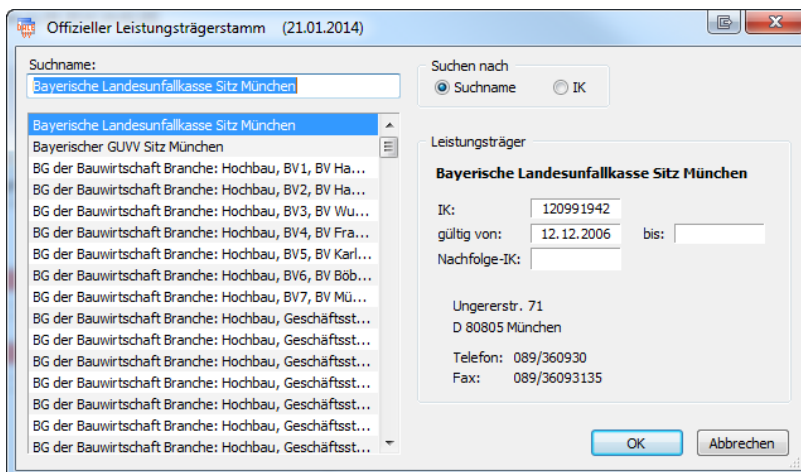 Offizieller Leistungsträgerstamm (21.01.2014)
Suchname:
Bayerische Landesunfallkasse Sitz München
Bayerische Landesunfallkasse Sitz München
Bayerischer GUVV Sitz München
BG der Bauwirtschaft Branche: Hochbau, BV1, BV Ha...
BG der Bauwirtschaft Branche: Hochbau, BV2, BV Ha...
BG der Bauwirtschaft Branche: Hochbau, BV3, BV Wu...
BG der Bauwirtschaft Branche: Hochbau, BV4, BV Fra...
BG der Bauwirtschaft Branche: Hochbau, BV5, BV Karl...
BG der Bauwirtschaft Branche: Hochbau, BV6, BV Böb...
BG der Bauwirtschaft Branche: Hochbau, BV7, BV Mü...
BG der Bauwirtschaft Branche: Hochbau, Geschäftsst...
BG der Bauwirtschaft Branche: Hochbau, Geschäftsst...
BG der Bauwirtschaft Branche: Hochbau, Geschäftsst...
BG der Bauwirtschaft Branche: Hochbau, Geschäftsst...
BG der Bauwirtschaft Branche: Hochbau, Geschäftsst...
BG der Bauwirtschaft Branche: Hochbau, Geschäftsst...
BG der Bauwirtschaft Branche: Hochbau, Geschäftsst...
Suchen nach
Suchname IK
Leistungsträger
Bayerische Landesunfallkasse Sitz München
IK: 120991942
gültig von: 12.12.2006 bis:
Nachfolge-IK:
Ungererstr. 71
D 80805 München
Telefon: 089/360930
Fax: 089/36093135
OK Abbrechen